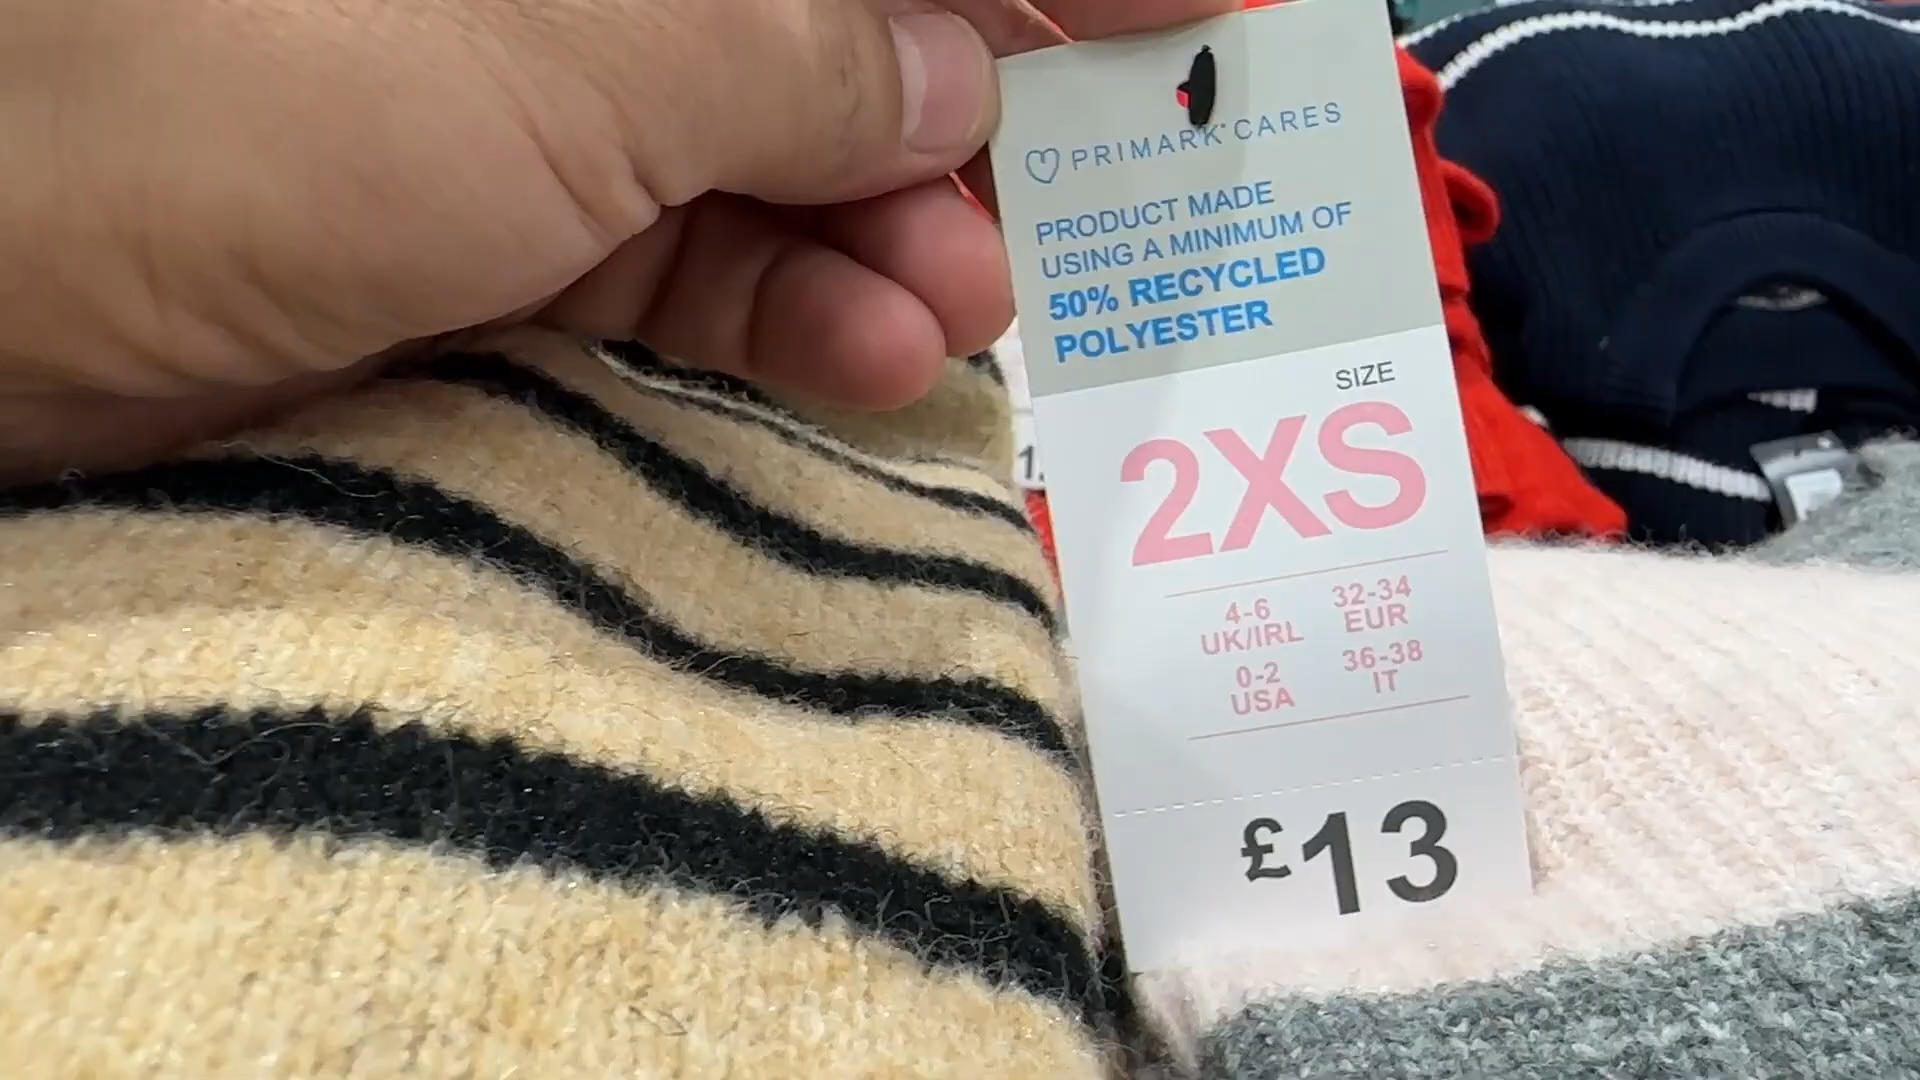 PRIMARK CARES
PRODUCT MADE
USING A MINIMUM OF
50% RECYCLED
POLYESTER
SIZE
2XS
4-6
UK/IRL
32-34
EUR
0-2
USA
36-38
IT
£13